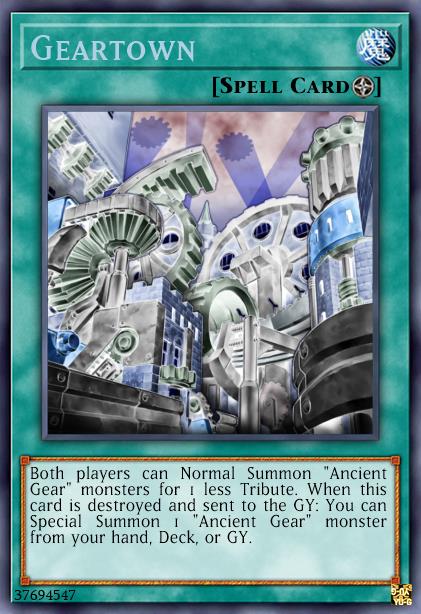 Geartown
魔
[Spell Card]
Both players can Normal Summon "Ancient
Gear" monsters for 1 less Tribute. When this
card is destroyed and sent to the GY: You can
Special Summon 1 "Ancient Gear" monster
from your hand, Deck, or GY.
37694547